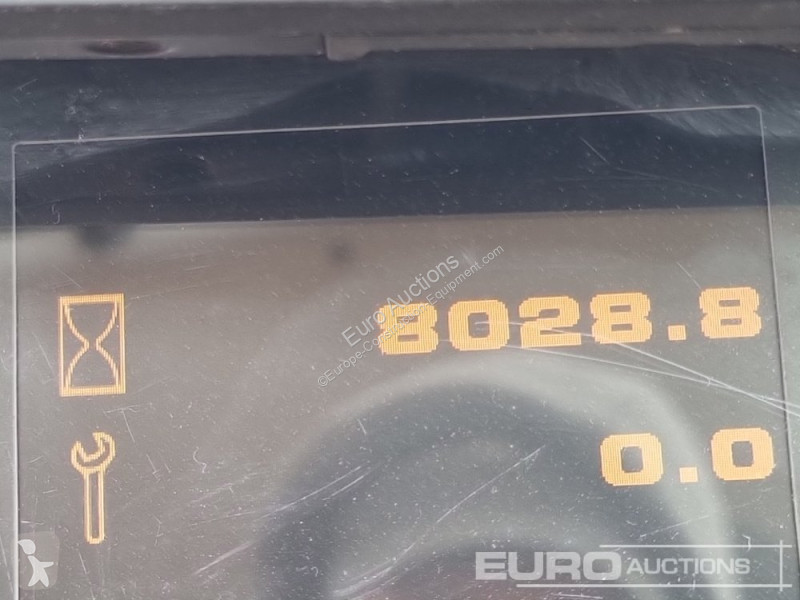 Euro Auctions
©Europe-Construction-Equipment.com
8028.8
0.0
EURO AUCTIONS